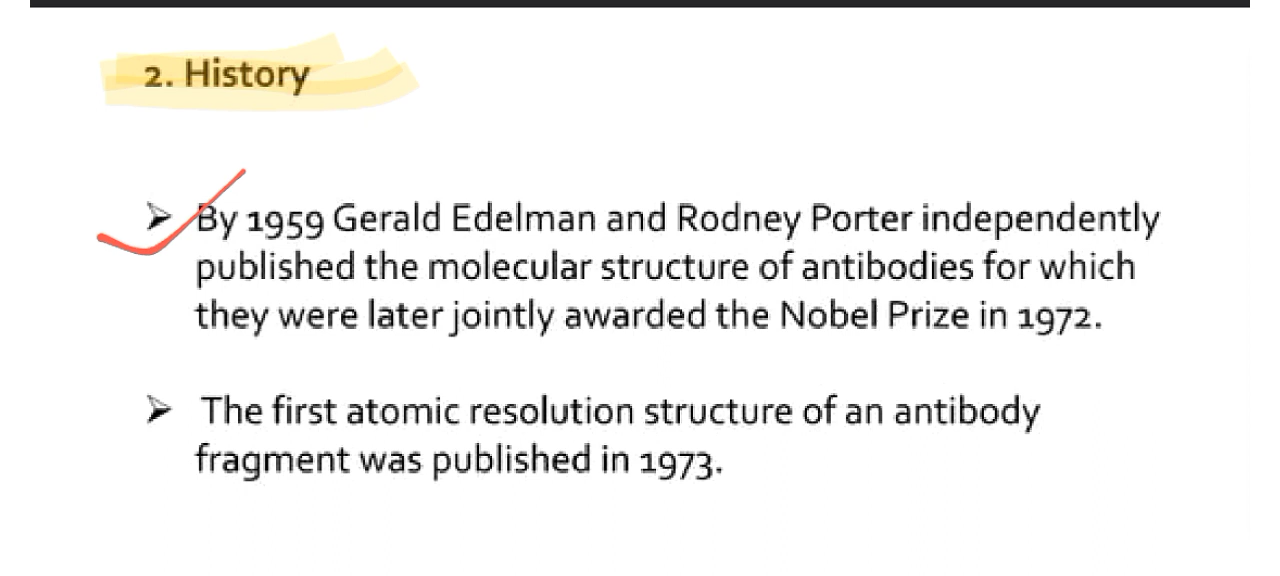 2. History
➢ By 1959 Gerald Edelman and Rodney Porter independently
published the molecular structure of antibodies for which
they were later jointly awarded the Nobel Prize in 1972.
➢ The first atomic resolution structure of an antibody
fragment was published in 1973.